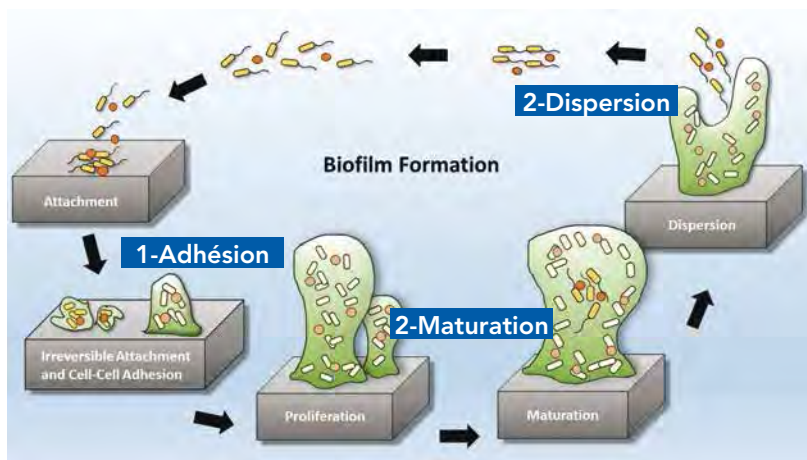 2-Dispersion
Biofilm Formation
Attachment
Dispersion
1-Adhésion
2-Maturation
Irreversible Attachment
and Cell-Cell Adhesion
Proliferation
Maturation